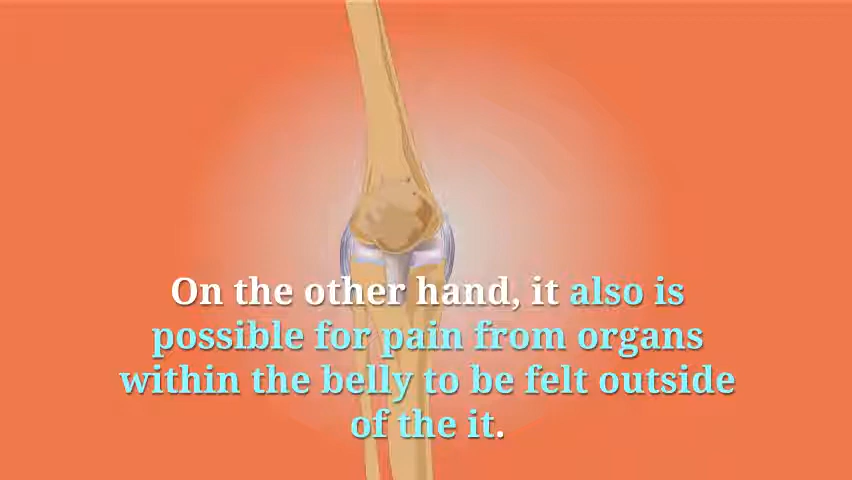 On the other hand, it also is
possible for pain from organs
within the belly to be felt outside
of the it.